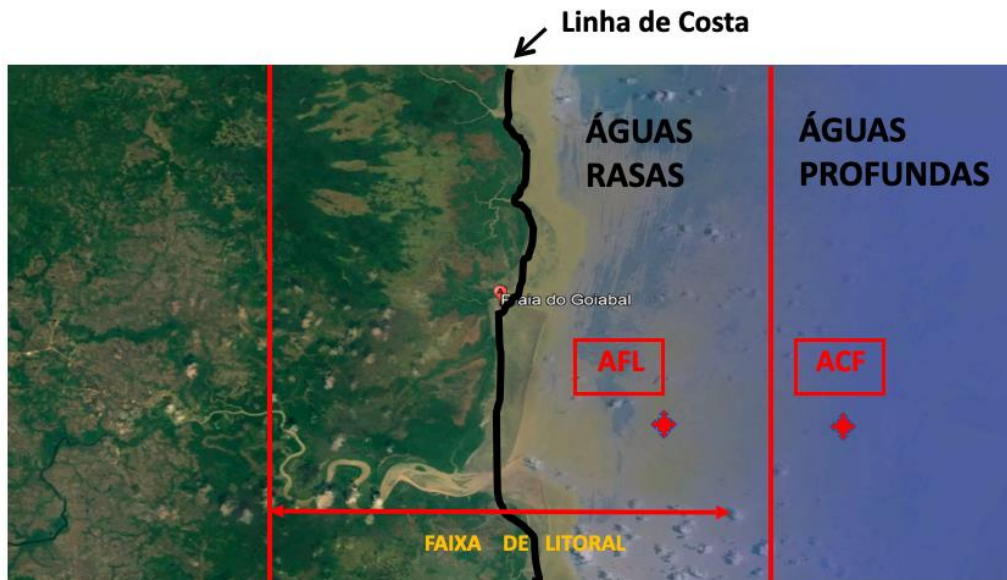 Linha de Costa
ÁGUAS
RASAS
ÁGUAS
PROFUNDAS
Praia do Goiabal
AFL
ACF
FAIXA DE LITORAL